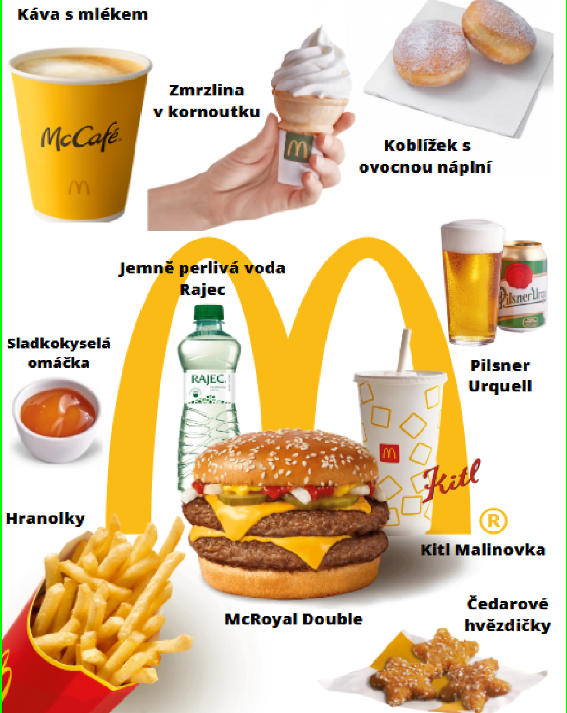 Káva s mlékem
McCafé
Zmrzlina
v kornoutku
Koblížek s
ovocnou náplní
Jemně perlivá voda
Rajec
RAJEC
Pilsner Urquell
Sladkokyselá
omáčka
Pilsner
Urquell
Kitl
®
Hranolky
Kitl Malinovka
McRoyal Double
Čedarové
hvězdičky